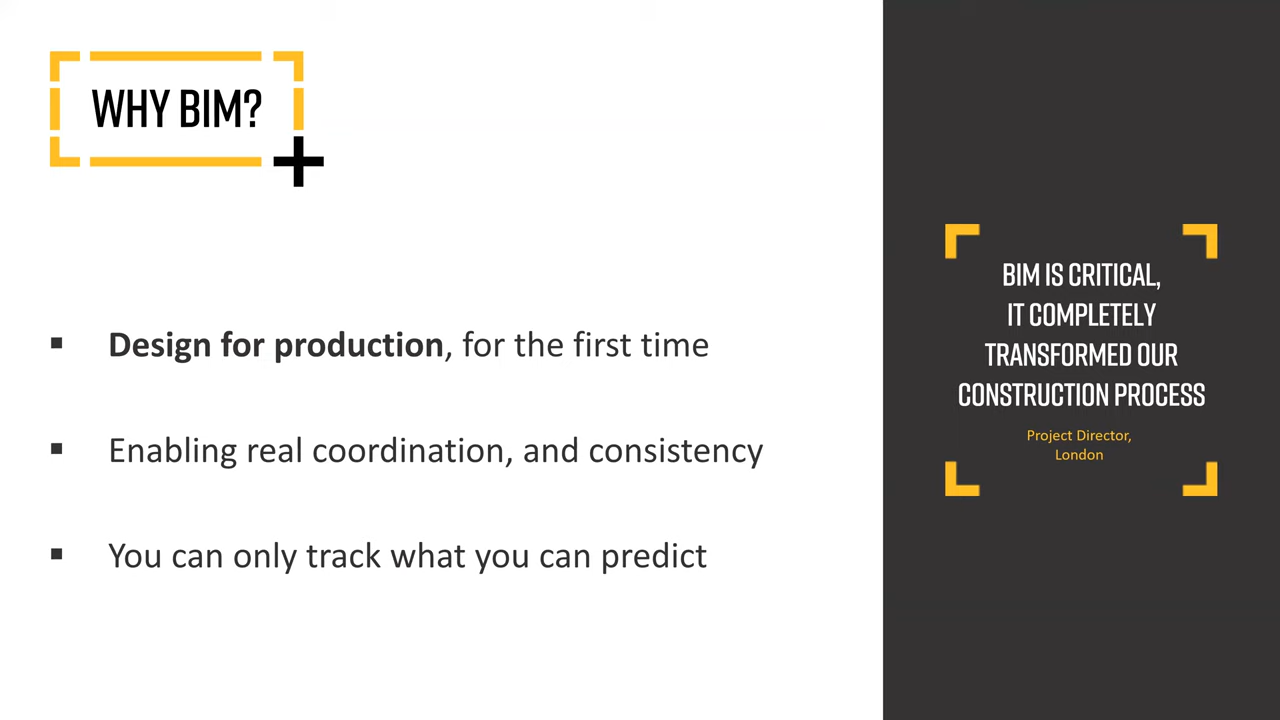 WHY BIM?
▪ Design for production, for the first time
▪ Enabling real coordination, and consistency
▪ You can only track what you can predict
BIM IS CRITICAL,
IT COMPLETELY
TRANSFORMED OUR
CONSTRUCTION PROCESS
Project Director,
London